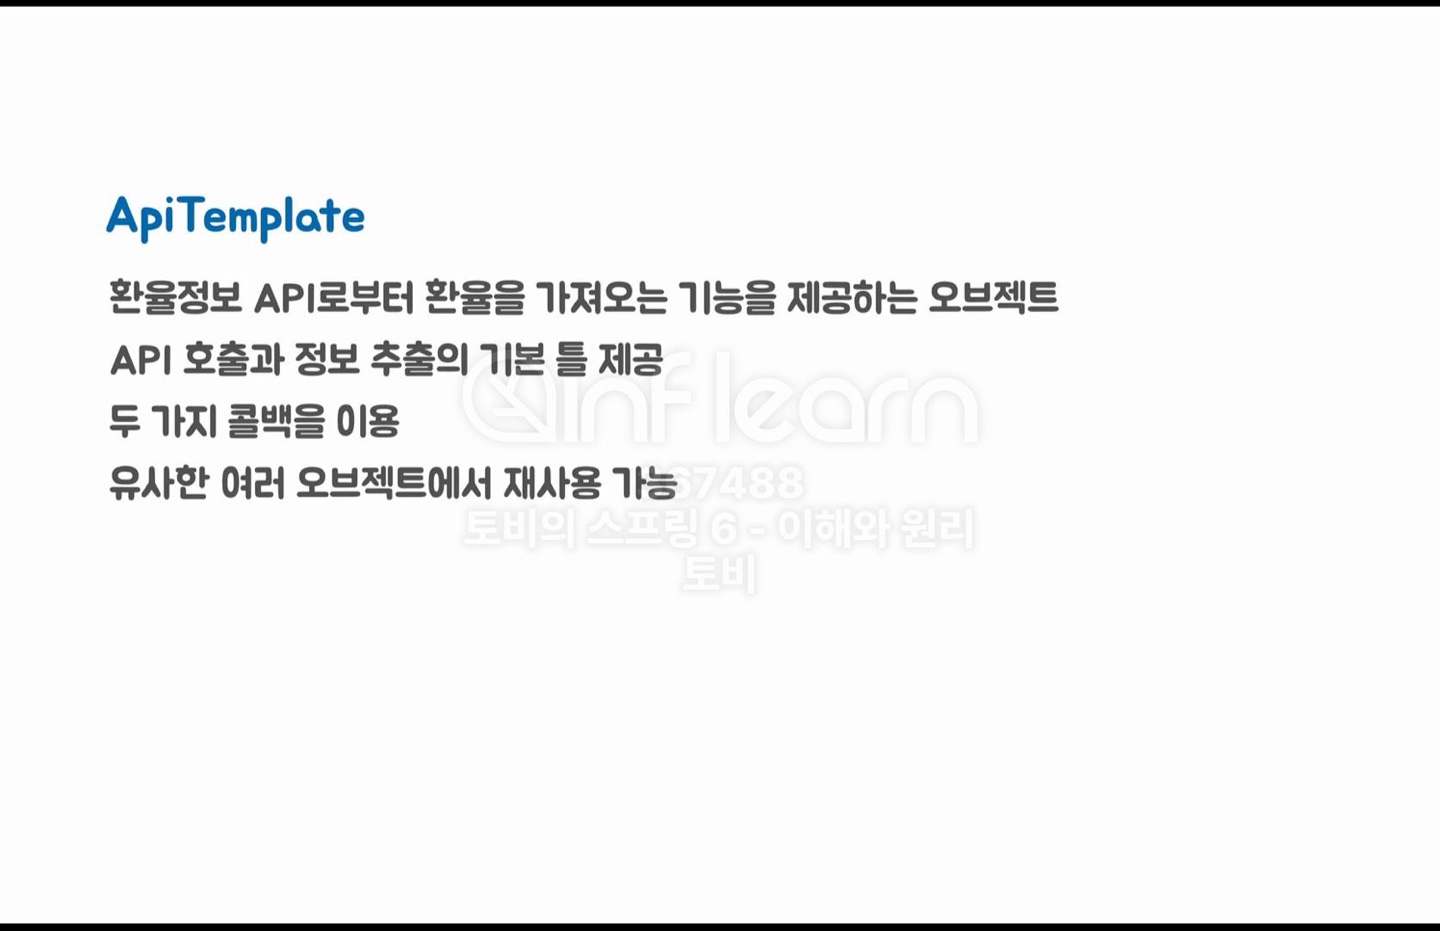 ApiTemplate
환율정보 API로부터 환율을 가져오는 기능을 제공하는 오브젝트
API 호출과 정보 추출의 기본 틀 제공
두 가지 콜백을 이용
유사한 여러 오브젝트에서 재사용 가능
inflearn
67488
토비의 스프링 6 - 이해와 원리
토비